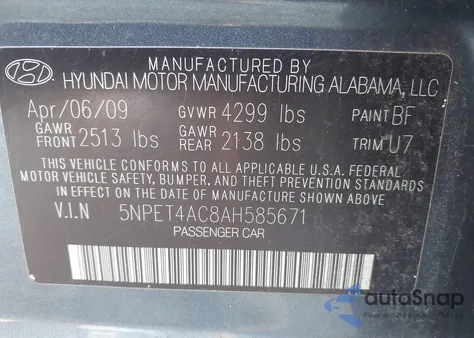 MANUFACTURED BY
HYUNDAI MOTOR MANUFACTURING ALABAMA, LLC
Apr/06/09 GVWR 4299 lbs PAINT BF
GAWR FRONT 2513 lbs GAWR REAR 2138 lbs TRIM U7
THIS VEHICLE CONFORMS TO ALL APPLICABLE U.S.A. FEDERAL
MOTOR VEHICLE SAFETY, BUMPER, AND THEFT PREVENTION STANDARDS
IN EFFECT ON THE DATE OF MANUFACTURE SHOWN ABOVE.
V.I.N 5NPET4AC8AH585671
PASSENGER CAR
autoSnap